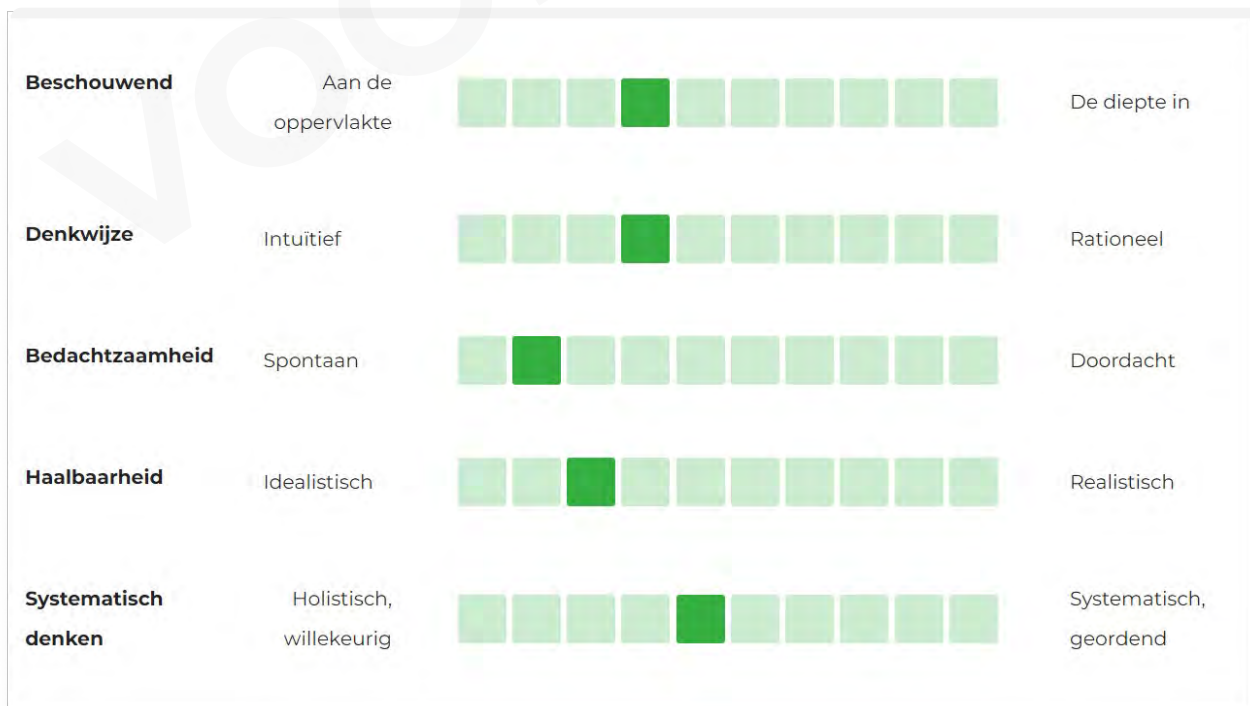 Beschouwend
Aan de
oppervlakte
De diepte in
Denkwijze
Intuïtief
Rationeel
Bedachtzaamheid
Spontaan
Doordacht
Haalbaarheid
Idealistisch
Realistisch
Systematisch
denken
Holistisch,
willekeurig
Systematisch,
geordend